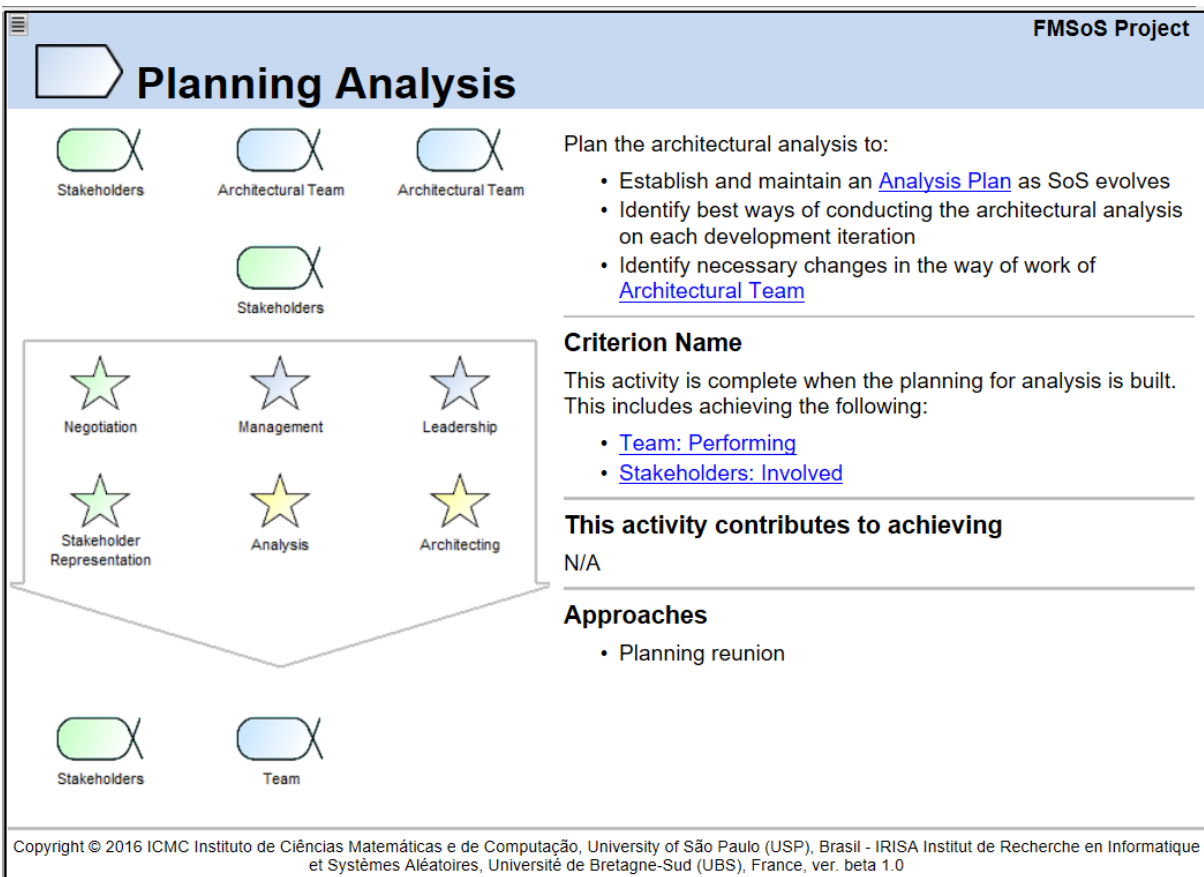 FMSoS Project
Planning Analysis
Stakeholders
Architectural Team
Architectural Team
Stakeholders
Negotiation
Management
Leadership
Stakeholder
Representation
Analysis
Architecting
Stakeholders
Team
Plan the architectural analysis to:
• Establish and maintain an Analysis Plan as SoS evolves
• Identify best ways of conducting the architectural analysis
on each development iteration
• Identify necessary changes in the way of work of
Architectural Team
Criterion Name
This activity is complete when the planning for analysis is built.
This includes achieving the following:
• Team: Performing
• Stakeholders: Involved
This activity contributes to achieving
N/A
Approaches
• Planning reunion
Copyright © 2016 ICMC Instituto de Ciências Matemáticas e de Computação, University of São Paulo (USP), Brasil - IRISA Institut de Recherche en Informatique
et Systèmes Aléatoires, Université de Bretagne-Sud (UBS), France, ver. beta 1.0